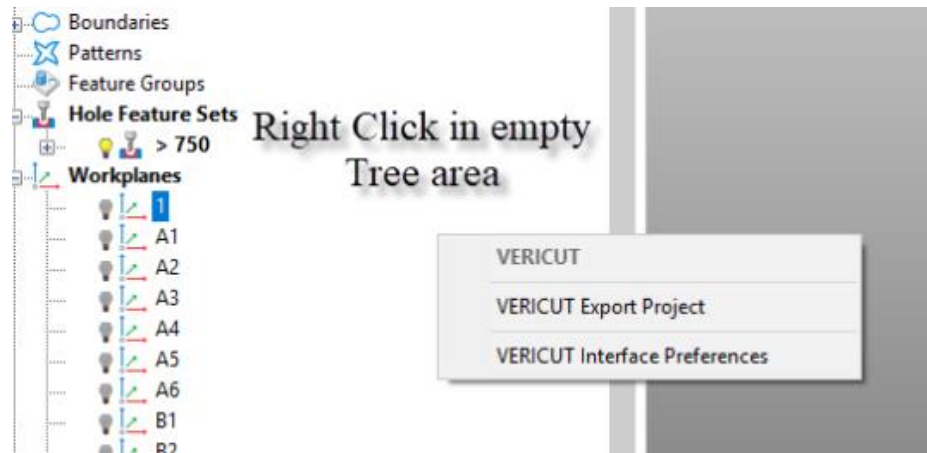 Boundaries
Patterns
Feature Groups
Hole Feature Sets
> 750
Workplanes
1
A1
A2
A3
A4
A5
A6
B1
B2
Right Click in empty
Tree area
VERICUT
VERICUT Export Project
VERICUT Interface Preferences